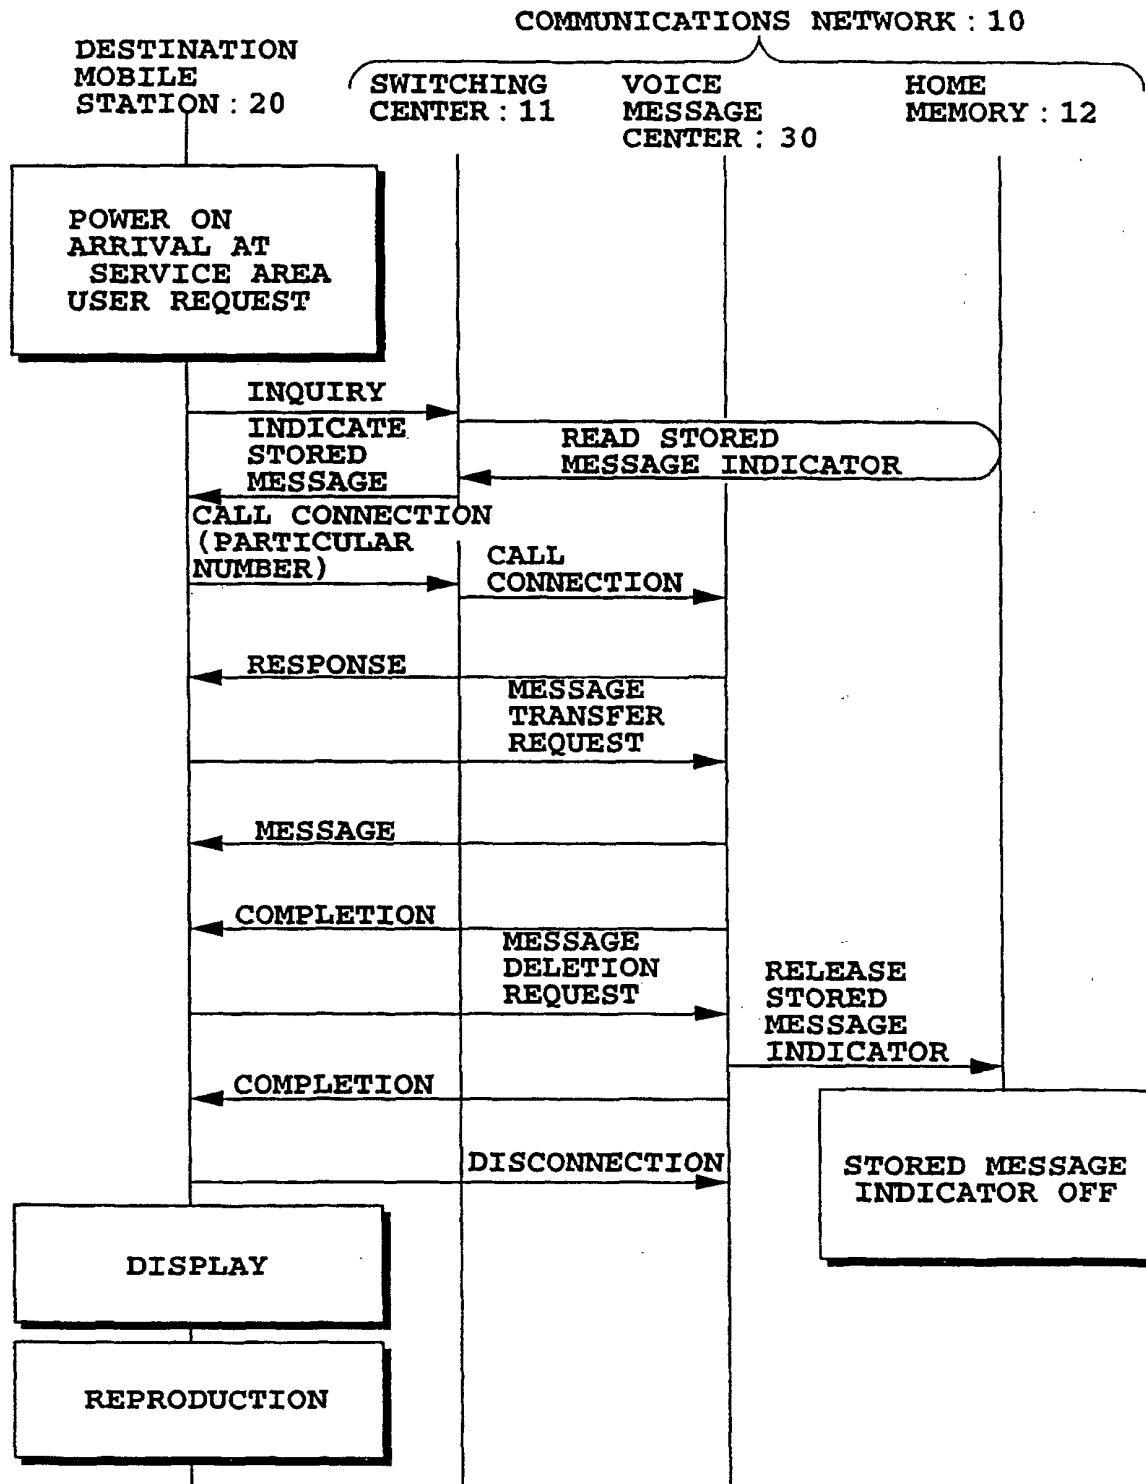 COMMUNICATIONS NETWORK : 10
DESTINATION
MOBILE
STATION : 20
SWITCHING
CENTER : 11
VOICE
MESSAGE
CENTER : 30
HOME
MEMORY : 12
POWER ON
ARRIVAL AT
SERVICE AREA
USER REQUEST
INQUIRY
READ STORED
MESSAGE INDICATOR
INDICATE
STORED
MESSAGE
CALL CONNECTION
(PARTICULAR
NUMBER)
CALL
CONNECTION
RESPONSE
MESSAGE
TRANSFER
REQUEST
MESSAGE
COMPLETION
MESSAGE
DELETION
REQUEST
RELEASE
STORED
MESSAGE
INDICATOR
COMPLETION
STORED MESSAGE
INDICATOR OFF
DISCONNECTION
DISPLAY
REPRODUCTION